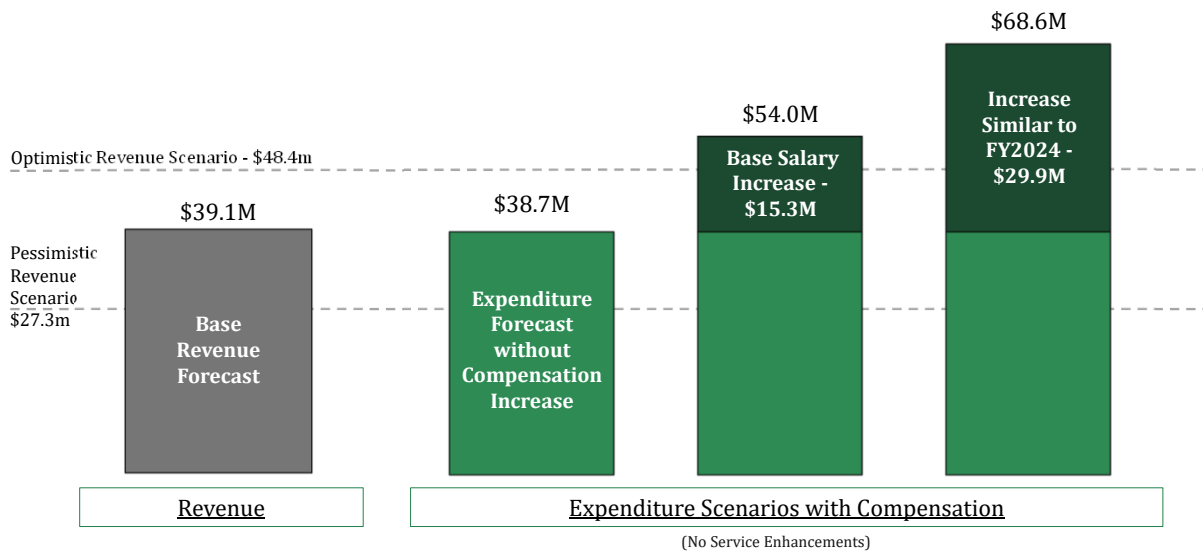 $68.6M
Increase
Similar to
FY2024 -
$29.9M
$54.0M
Base Salary
Increase -
$15.3M
Optimistic Revenue Scenario - $48.4m
$39.1M
$38.7M
Pessimistic
Revenue
Scenario
$27.3m
Base
Revenue
Forecast
Expenditure
Forecast
without
Compensation
Increase
Revenue
Expenditure Scenarios with Compensation
(No Service Enhancements)